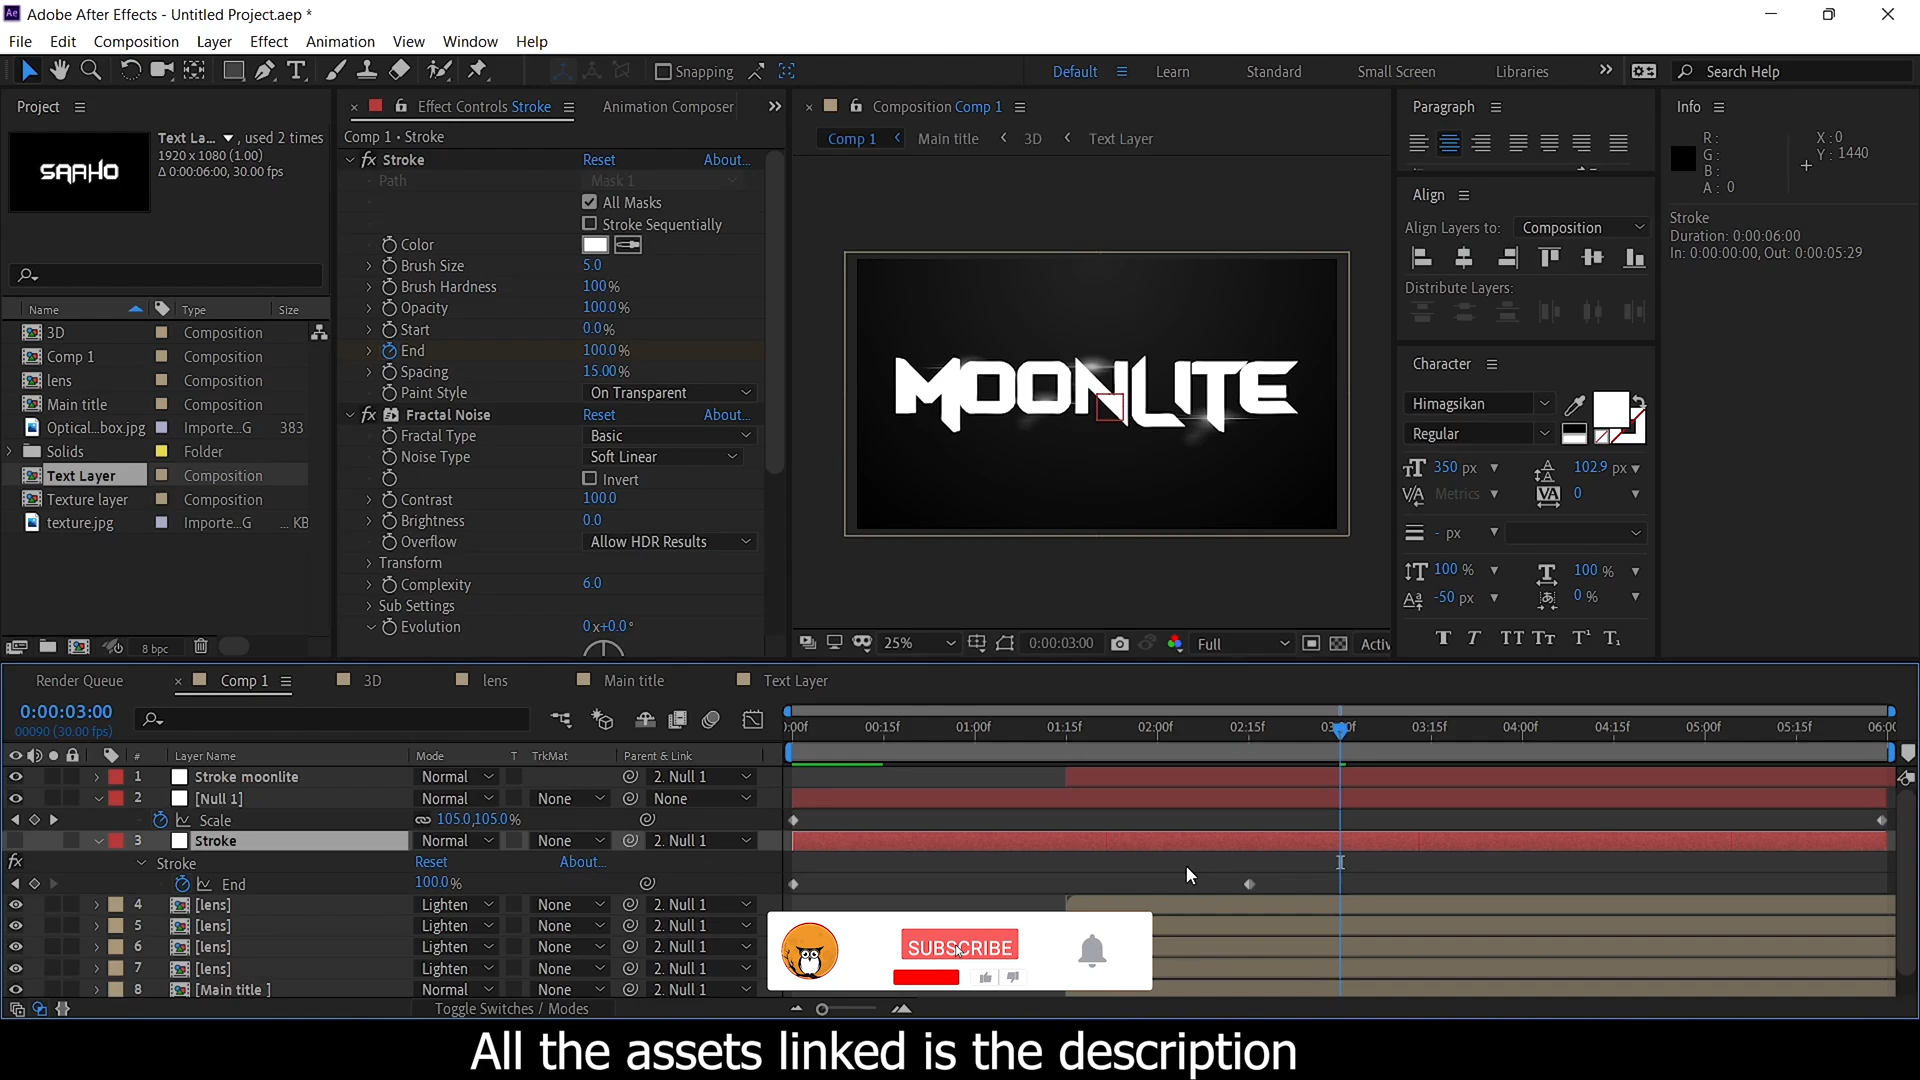 Adobe After Effects - Untitled Project.aep *
File Edit Composition Layer Effect Animation View Window Help
Snapping
Default Learn Standard Small Screen Libraries Search Help
Project
Text La... , used 2 times
1920 x 1080 (1.00)
Δ 0:00:06:00, 30.00 fps
SAAHO
Name Type Size
3D Composition
Comp 1 Composition
lens Composition
Main title Composition
Optical...box.jpg Importe...G 383
Solids Folder
Text Layer Composition
Texture layer Composition
texture.jpg Importe...G ... KB
8 bpc
Effect Controls Stroke Animation Composer
Comp 1 • Stroke
fx Stroke Reset About...
Path Mask 1
All Masks
Stroke Sequentially
Color
Brush Size 5.0
Brush Hardness 100%
Opacity 100.0%
Start 0.0%
End 100.0%
Spacing 15.00%
Paint Style On Transparent
fx Fractal Noise Reset About...
Fractal Type Basic
Noise Type Soft Linear
Invert
Contrast 100.0
Brightness 0.0
Overflow Allow HDR Results
Transform
Complexity 6.0
Sub Settings
Evolution 0x+0.0°
Composition Comp 1
Comp 1 Main title 3D Text Layer
MOONLITE
25% 0:00:03:00 Full Activ
Paragraph
Align
Align Layers to: Composition
Distribute Layers:
Character
Himagsikan
Regular
350 px 102.9 px
Metrics 0
- px
100 % 100 %
-50 px 0 %
Info
R: X:0
G: Y: 1440
B:
A: 0
Stroke
Duration: 0:00:06:00
In: 0:00:00:00, Out: 0:00:05:29
Render Queue Comp 1 3D lens Main title Text Layer
0:00:03:00
00090 (30.00 fps)
):00f 00:15f 01:00f 01:15f 02:00f 02:15f 03:00f 03:15f 04:00f 04:15f 05:00f 05:15f 06:00
# Layer Name Mode T TrkMat Parent & Link
1 Stroke moonlite Normal 2. Null 1
2 [Null 1] Normal None None
Scale 105.0,105.0%
3 Stroke Normal None 2. Null 1
fx Stroke Reset About...
End 100.0%
4 [lens] Lighten None 2. Null 1
5 [lens] Lighten None 2. Null 1
6 [lens] Lighten None 2. Null 1
7 [lens] Lighten None 2. Null 1
8 [Main title ] Normal None 2. Null 1
Toggle Switches / Modes
SUBSCRIBE
All the assets linked is the description